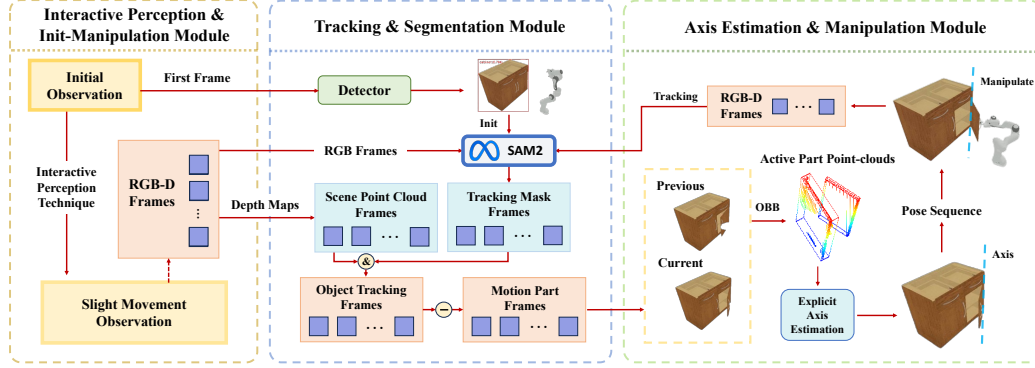 Interactive Perception &
Init-Manipulation Module
Initial
Observation
First Frame
Interactive
Perception
Technique
RGB-D
Frames
Slight Movement
Observation
Tracking & Segmentation Module
Detector
Init
RGB Frames
SAM2
Depth Maps
Scene Point Cloud
Frames
Tracking Mask
Frames
&
Object Tracking
Frames
−
Motion Part
Frames
Axis Estimation & Manipulation Module
Tracking
RGB-D
Frames
Manipulate
Active Part Point-clouds
Previous
OBB
Current
Pose Sequence
Explicit
Axis
Estimation
Axis